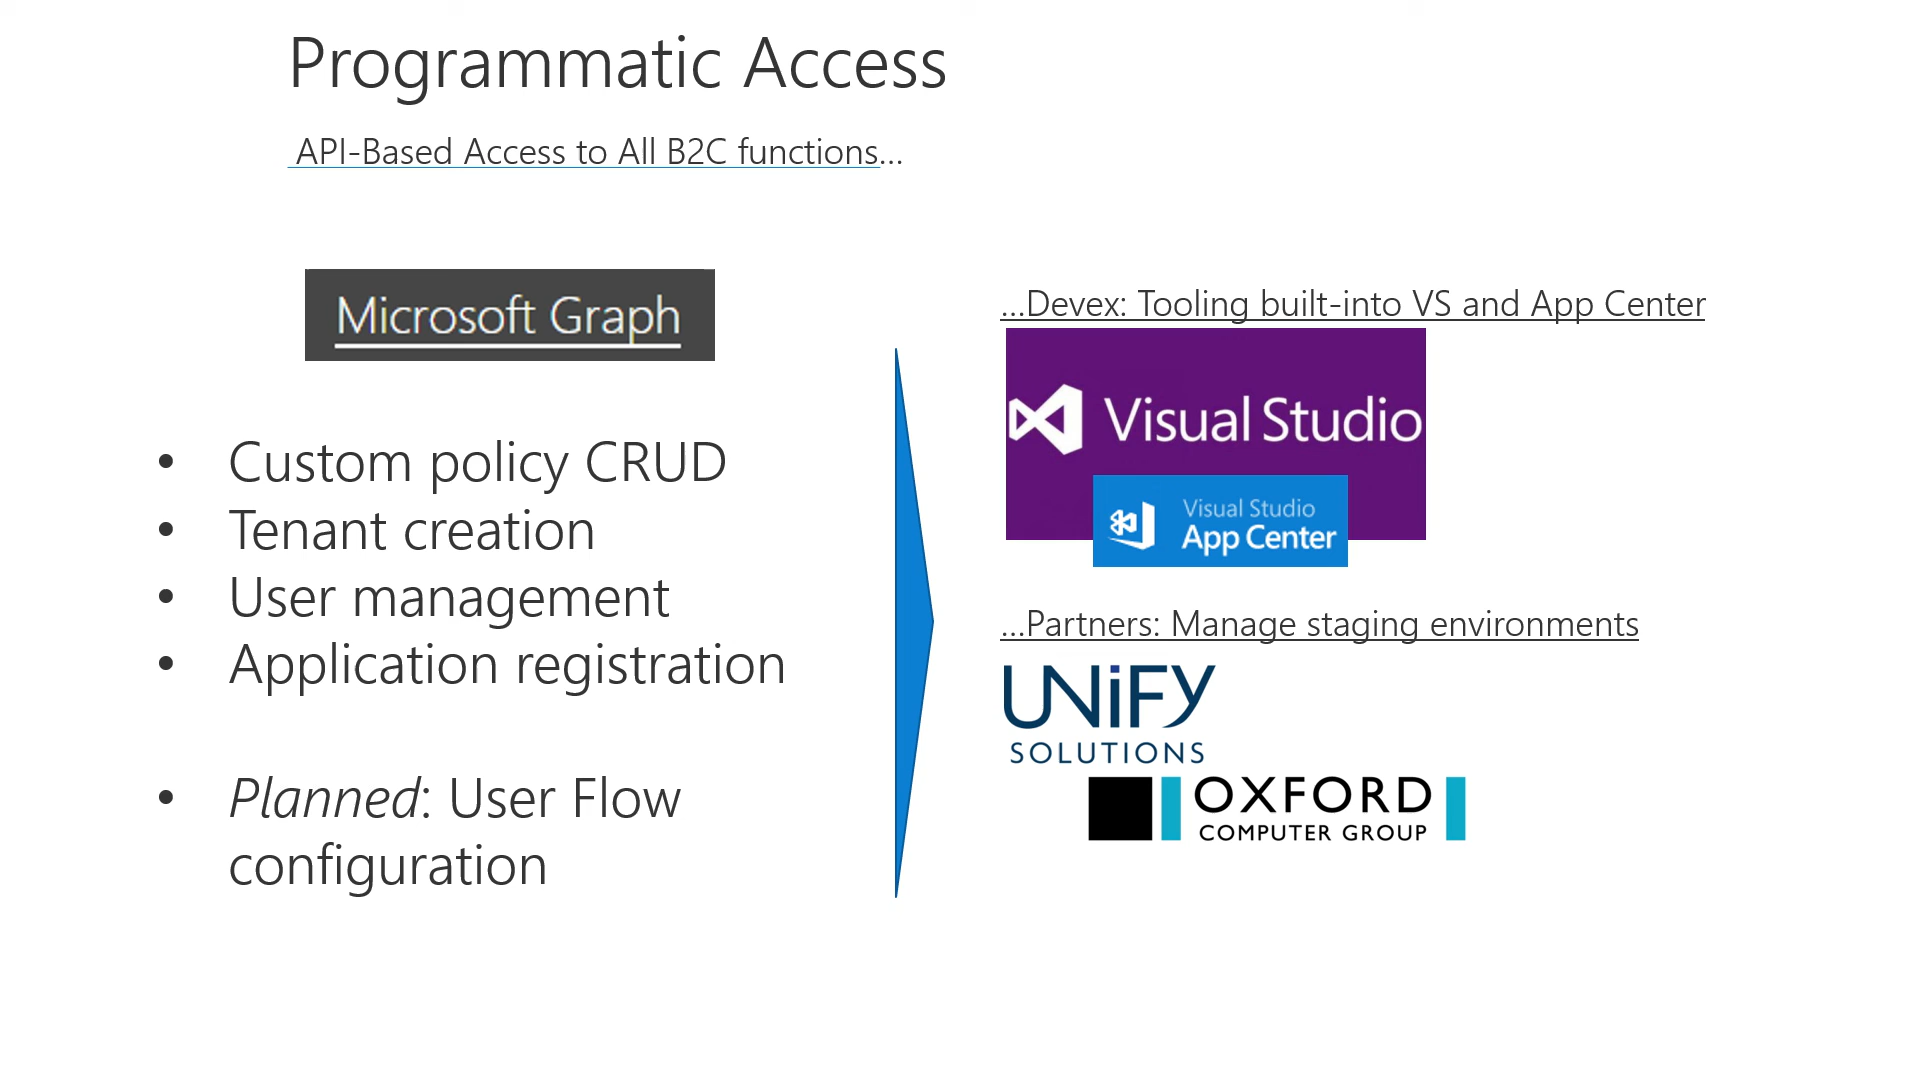 Programmatic Access
API-Based Access to All B2C functions...
Microsoft Graph
• Custom policy CRUD
• Tenant creation
• User management
• Application registration
• Planned: User Flow
configuration
...Devex: Tooling built-into VS and App Center
Visual Studio
Visual Studio
App Center
...Partners: Manage staging environments
UNiFY
SOLUTIONS
OXFORD
COMPUTER GROUP